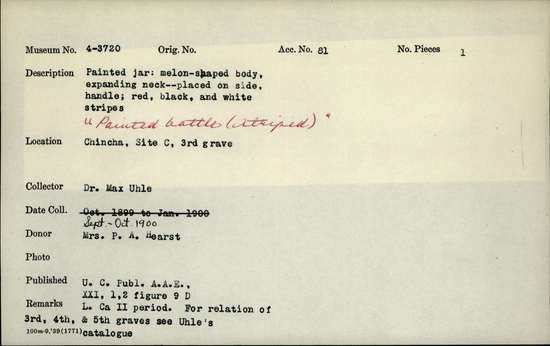 Museum No. 4-3720 Orig. No. Acc. No. 81 No. Pieces 1
Description Painted jar: melon-shaped body,
expanding neck--placed on side,
handle; red, black, and white
stripes
"Painted bottle (striped)"
Location Chincha, Site C, 3rd grave
Collector Dr. Max Uhle
Date Coll. Oct. 1899 to Jan. 1900
Sept-Oct 1900
Donor Mrs. P. A. Hearst
Photo
Published U. C. Publ. A.A.E.,
XXI, 1,2 figure 9 D
Remarks L. Ca II period. For relation of
3rd, 4th, & 5th graves see Uhle's
100m-9,'39(1771) catalogue